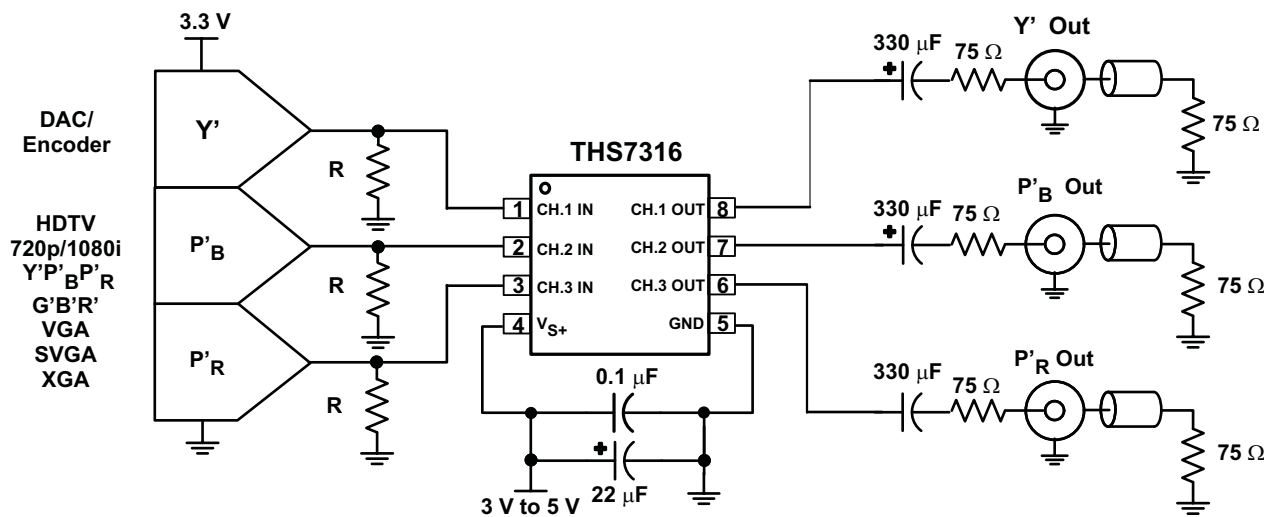 3.3 V
DAC/
Encoder
HDTV
720p/1080i
Y'P'BP'R
G'B'R'
VGA
SVGA
XGA
Y'
P'B
P'R
R
R
R
THS7316
1 CH.1 IN
2 CH.2 IN
3 CH.3 IN
4 VS+
CH.1 OUT 8
CH.2 OUT 7
CH.3 OUT 6
GND 5
0.1 μF
+
22 μF
3 V to 5 V
Y' Out
330 μF
+
75 Ω
75 Ω
P'B Out
330 μF
+
75 Ω
75 Ω
P'R Out
330 μF
75 Ω
75 Ω